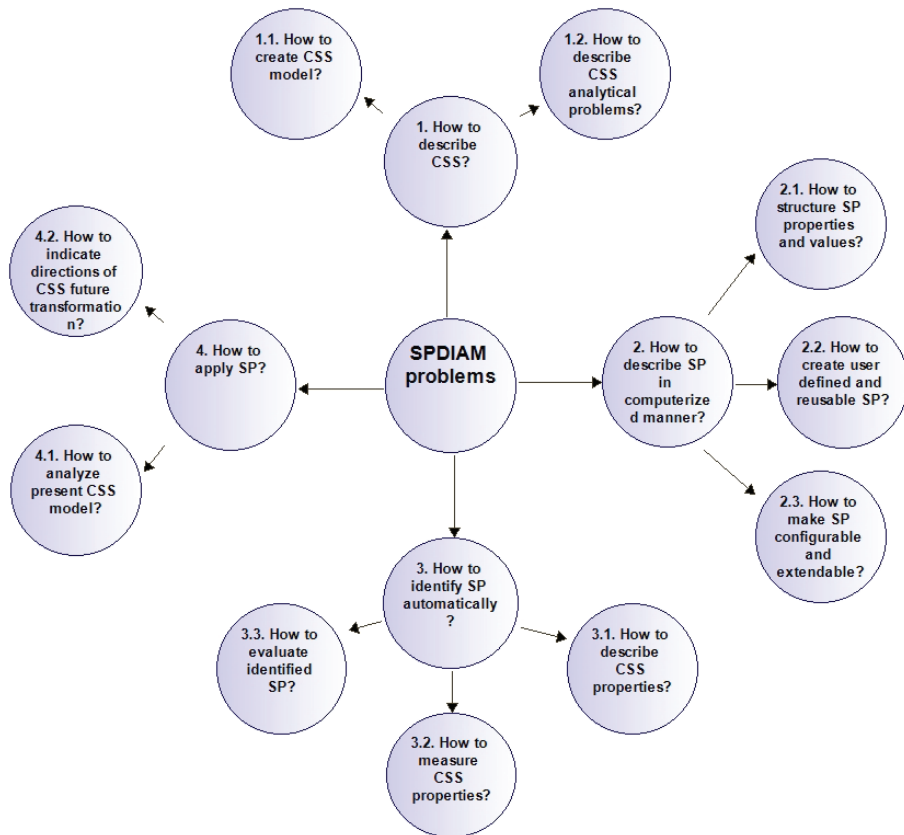 1.1. How to
create CSS
model?
1.2. How to
describe
CSS
analytical
problems?
1. How to
describe
CSS?
2.1. How to
structure SP
properties
and values?
4.2. How to
indicate
directions of
CSS future
transformatio
n?
SPDIAM
problems
4. How to
apply SP?
2. How to
describe SP
in
computerize
d manner?
2.2. How to
create user
defined and
reusable SP?
4.1. How to
analyze
present CSS
model?
2.3. How to
make SP
configurable
and
extendable?
3. How to
identify SP
automatically
?
3.3. How to
evaluate
identified
SP?
3.1. How to
describe
CSS
properties?
3.2. How to
measure
CSS
properties?